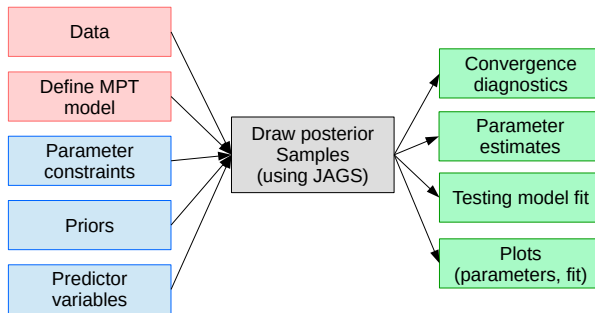 Data
Define MPT
model
Parameter
constraints
Priors
Predictor
variables
Draw posterior
Samples
(using JAGS)
Convergence
diagnostics
Parameter
estimates
Testing model fit
Plots
(parameters, fit)